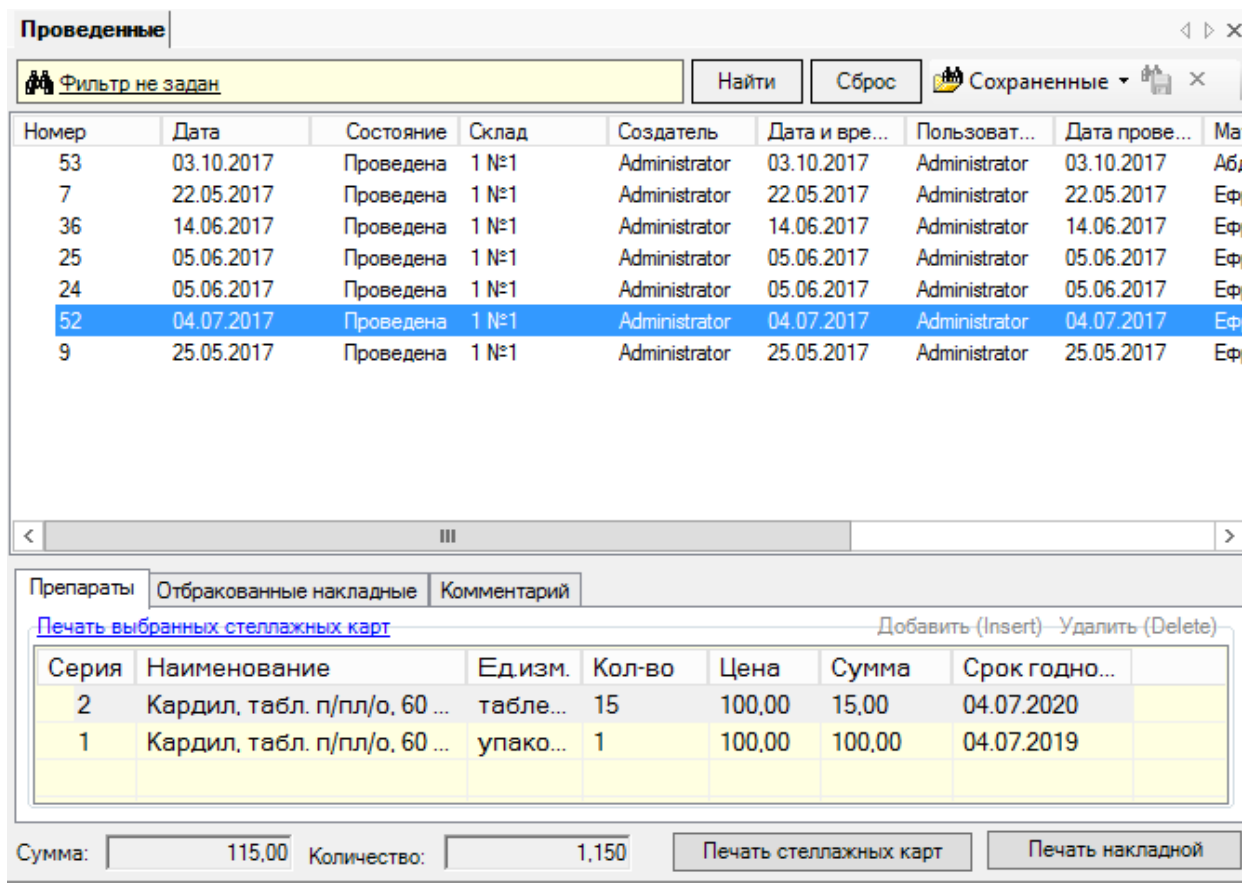 Проведенные
Фильтр не задан Найти Сброс Сохраненные
Номер Дата Состояние Склад Создатель Дата и вре... Пользоват... Дата прове... Ма
53 03.10.2017 Проведена 1 №1 Administrator 03.10.2017 Administrator 03.10.2017 Абд
7 22.05.2017 Проведена 1 №1 Administrator 22.05.2017 Administrator 22.05.2017 Ефр
36 14.06.2017 Проведена 1 №1 Administrator 14.06.2017 Administrator 14.06.2017 Ефр
25 05.06.2017 Проведена 1 №1 Administrator 05.06.2017 Administrator 05.06.2017 Ефр
24 05.06.2017 Проведена 1 №1 Administrator 05.06.2017 Administrator 05.06.2017 Ефр
52 04.07.2017 Проведена 1 №1 Administrator 04.07.2017 Administrator 04.07.2017 Ефр
9 25.05.2017 Проведена 1 №1 Administrator 25.05.2017 Administrator 25.05.2017 Ефр
Препараты Отбракованные накладные Комментарий
Печать выбранных стеллажных карт Добавить (Insert) Удалить (Delete)
Серия Наименование Ед.изм. Кол-во Цена Сумма Срок годно...
2 Кардил, табл. п/пл/о, 60 ... табле... 15 100,00 15,00 04.07.2020
1 Кардил, табл. п/пл/о, 60 ... упако... 1 100,00 100,00 04.07.2019
Сумма: 115,00 Количество: 1,150 Печать стеллажных карт Печать накладной